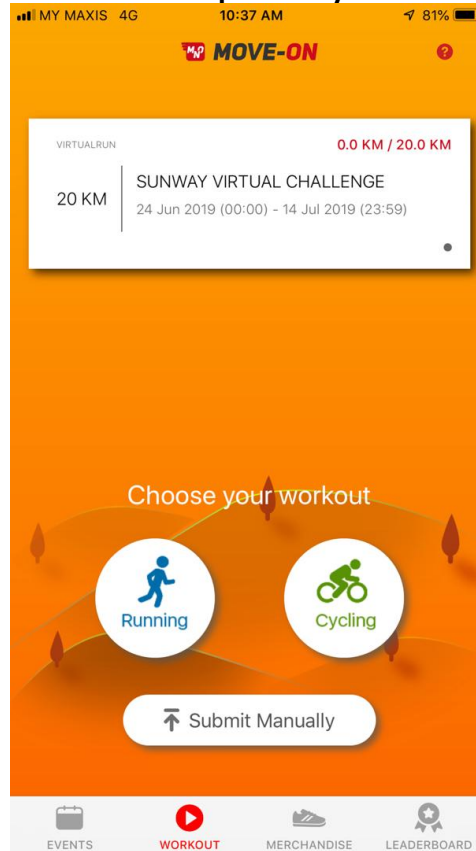 MY MAXIS 4G 10:37 AM 81%
MOVE-ON
VIRTUALRUN 0.0 KM / 20.0 KM
20 KM
SUNWAY VIRTUAL CHALLENGE
24 Jun 2019 (00:00) - 14 Jul 2019 (23:59)
Choose your workout
Running Cycling
Submit Manually
EVENTS WORKOUT MERCHANDISE LEADERBOARD